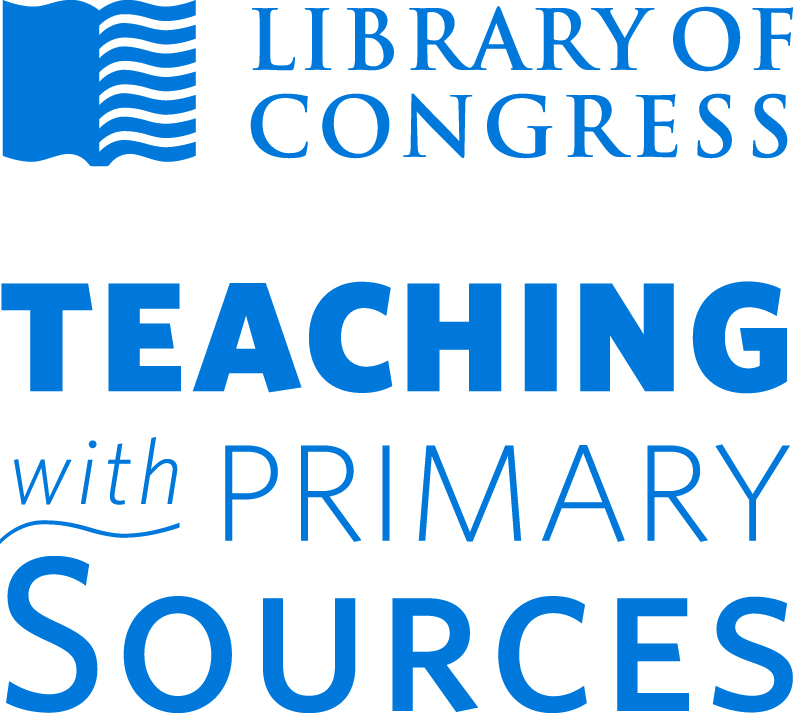 LIBRARY OF
CONGRESS
TEACHING
with PRIMARY
SOURCES